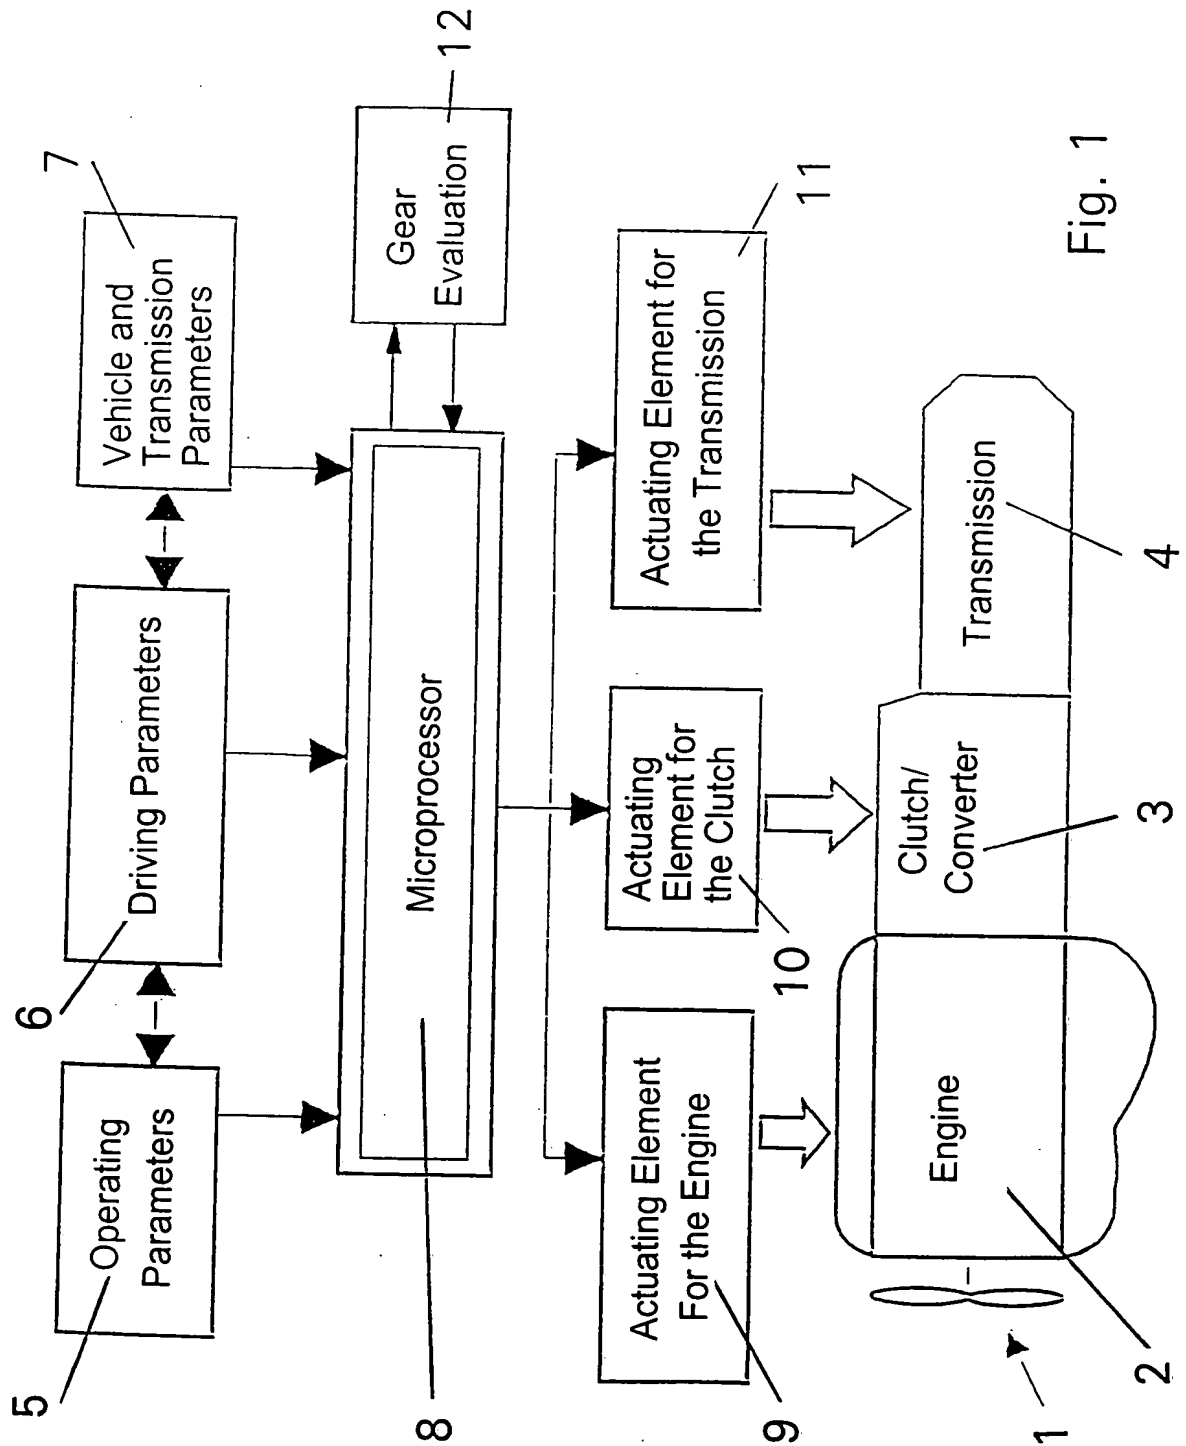 5
Operating
Parameters
6
Driving Parameters
7
Vehicle and
Transmission
Parameters
8
Microprocessor
12
Gear
Evaluation
9
Actuating Element
For the Engine
10
Actuating
Element for
the Clutch
11
Actuating Element for
the Transmission
1
2
Engine
3
Clutch/
Converter
4
Transmission
Fig. 1